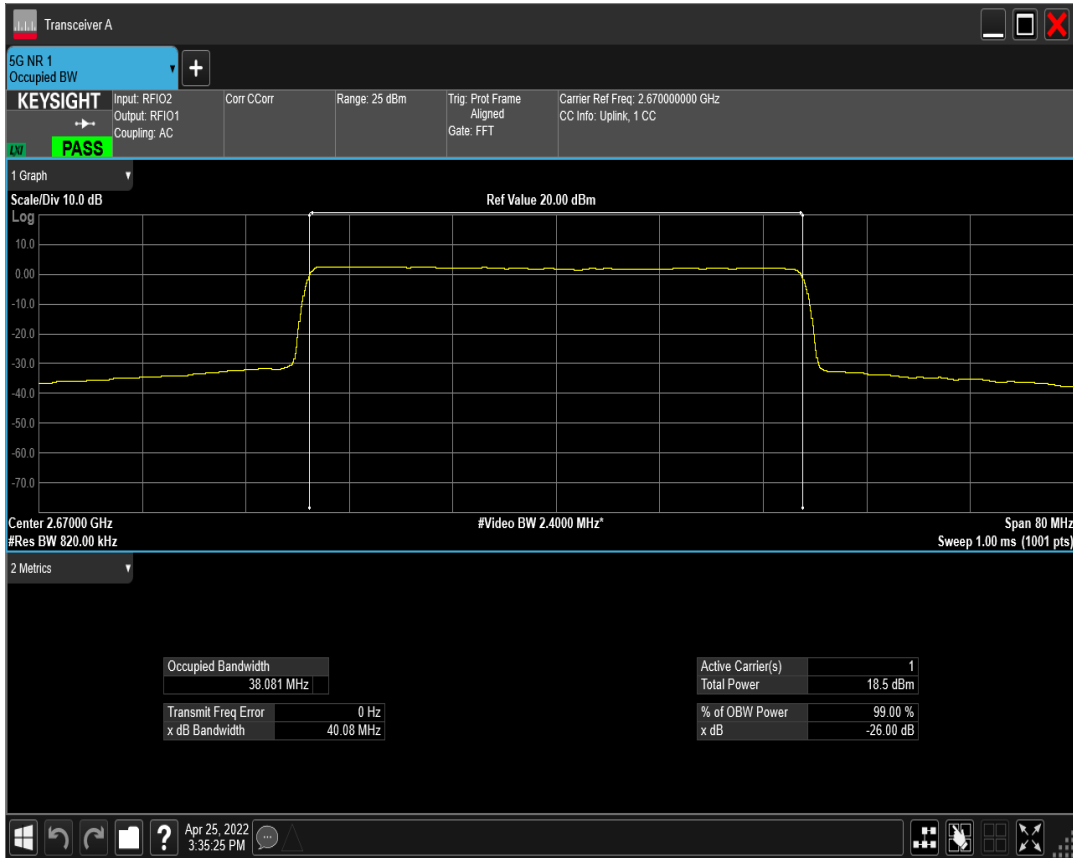 Transceiver A
5G NR 1
Occupied BW
KEYSIGHT
LXI
PASS
Input: RFIO2
Output: RFIO1
Coupling: AC
Corr CCorr
Range: 25 dBm
Trig: Prot Frame
Aligned
Gate: FFT
Carrier Ref Freq: 2.670000000 GHz
CC Info: Uplink, 1 CC
1 Graph
Scale/Div 10.0 dB
Ref Value 20.00 dBm
Log
10.0
0.00
-10.0
-20.0
-30.0
-40.0
-50.0
-60.0
-70.0
Center 2.67000 GHz
#Video BW 2.4000 MHz*
Span 80 MHz
#Res BW 820.00 kHz
Sweep 1.00 ms (1001 pts)
2 Metrics
Occupied Bandwidth
38.081 MHz
Transmit Freq Error 0 Hz
x dB Bandwidth 40.08 MHz
Active Carrier(s) 1
Total Power 18.5 dBm
% of OBW Power 99.00 %
x dB -26.00 dB
Apr 25, 2022
3:35:25 PM